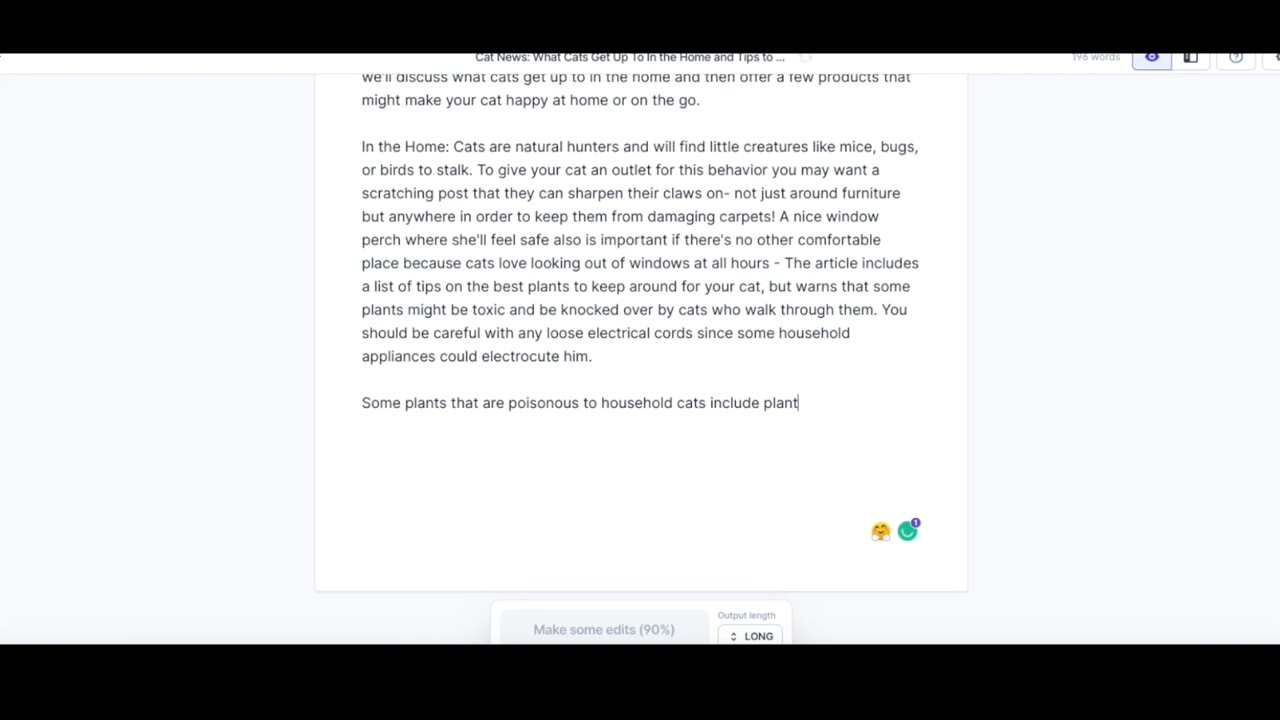 Cat News: What Cats Get Up To In the Home and Tips to ...
196 words
we'll discuss what cats get up to in the home and then offer a few products that
might make your cat happy at home or on the go.
In the Home: Cats are natural hunters and will find little creatures like mice, bugs,
or birds to stalk. To give your cat an outlet for this behavior you may want a
scratching post that they can sharpen their claws on- not just around furniture
but anywhere in order to keep them from damaging carpets! A nice window
perch where she'll feel safe also is important if there's no other comfortable
place because cats love looking out of windows at all hours - The article includes
a list of tips on the best plants to keep around for your cat, but warns that some
plants might be toxic and be knocked over by cats who walk through them. You
should be careful with any loose electrical cords since some household
appliances could electrocute him.
Some plants that are poisonous to household cats include plant
1
Output length
Make some edits (90%)
LONG